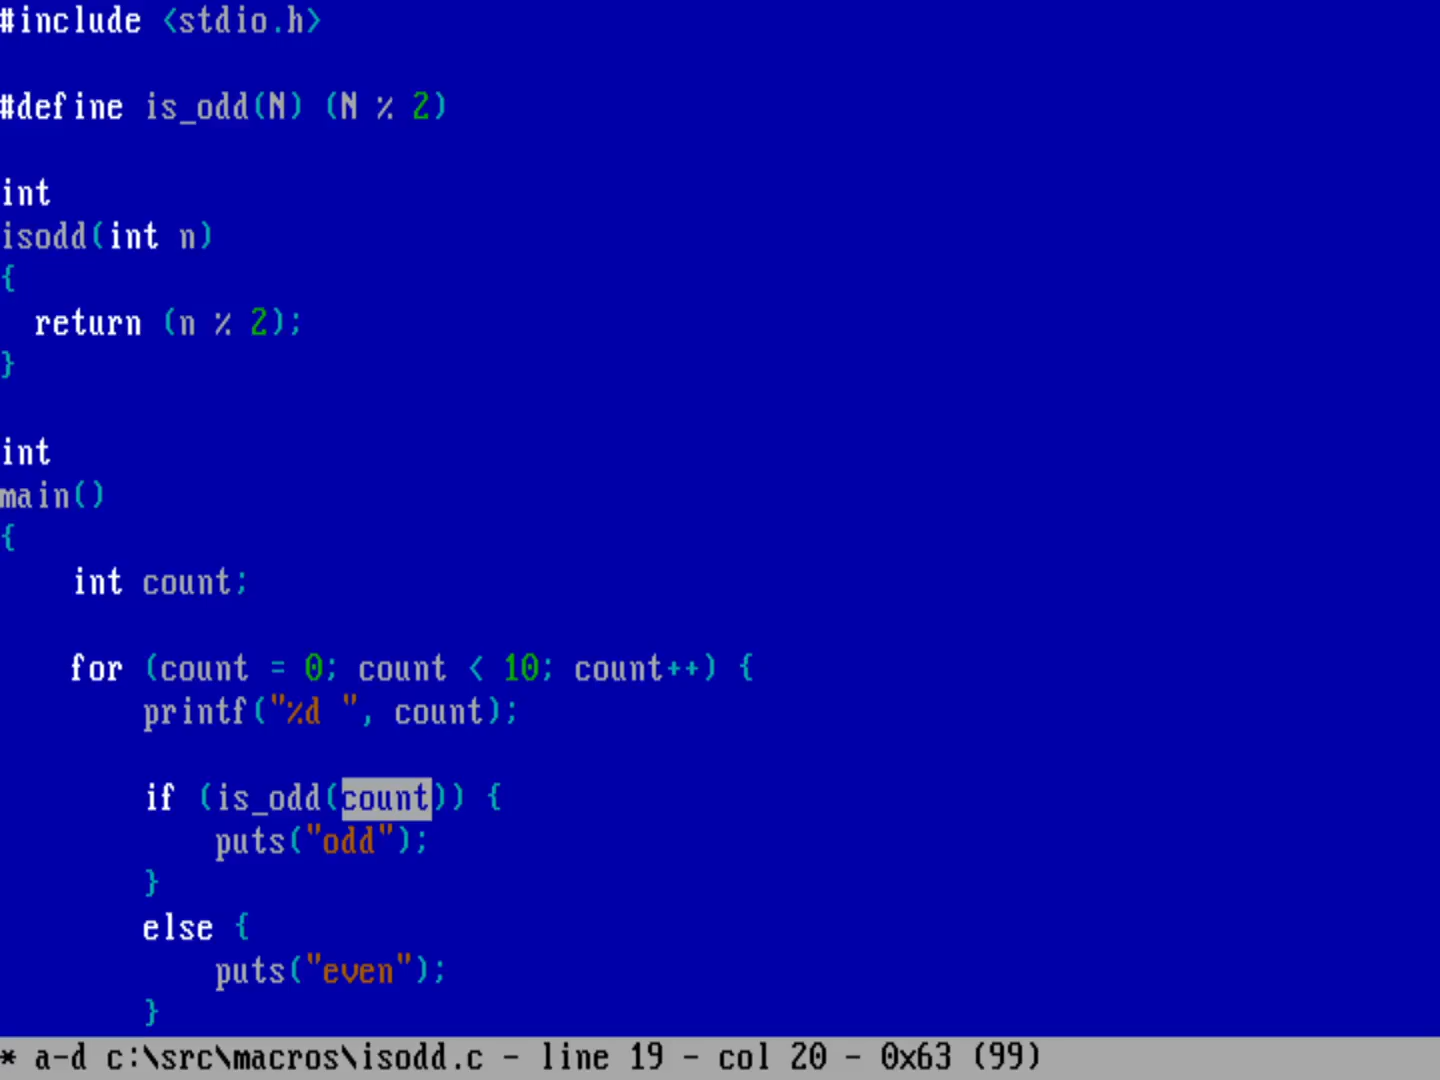 #include <stdio.h>
#define is_odd(N) (N % 2)
int
isodd(int n)
{
  return (n % 2);
}
int
main()
{
    int count;
    for (count = 0; count < 10; count++) {
        printf("%d ", count);
        if (is_odd(count)) {
            puts("odd");
        }
        else {
            puts("even");
        }
* a-d c:\src\macros\isodd.c - line 19 - col 20 - 0x63 (99)